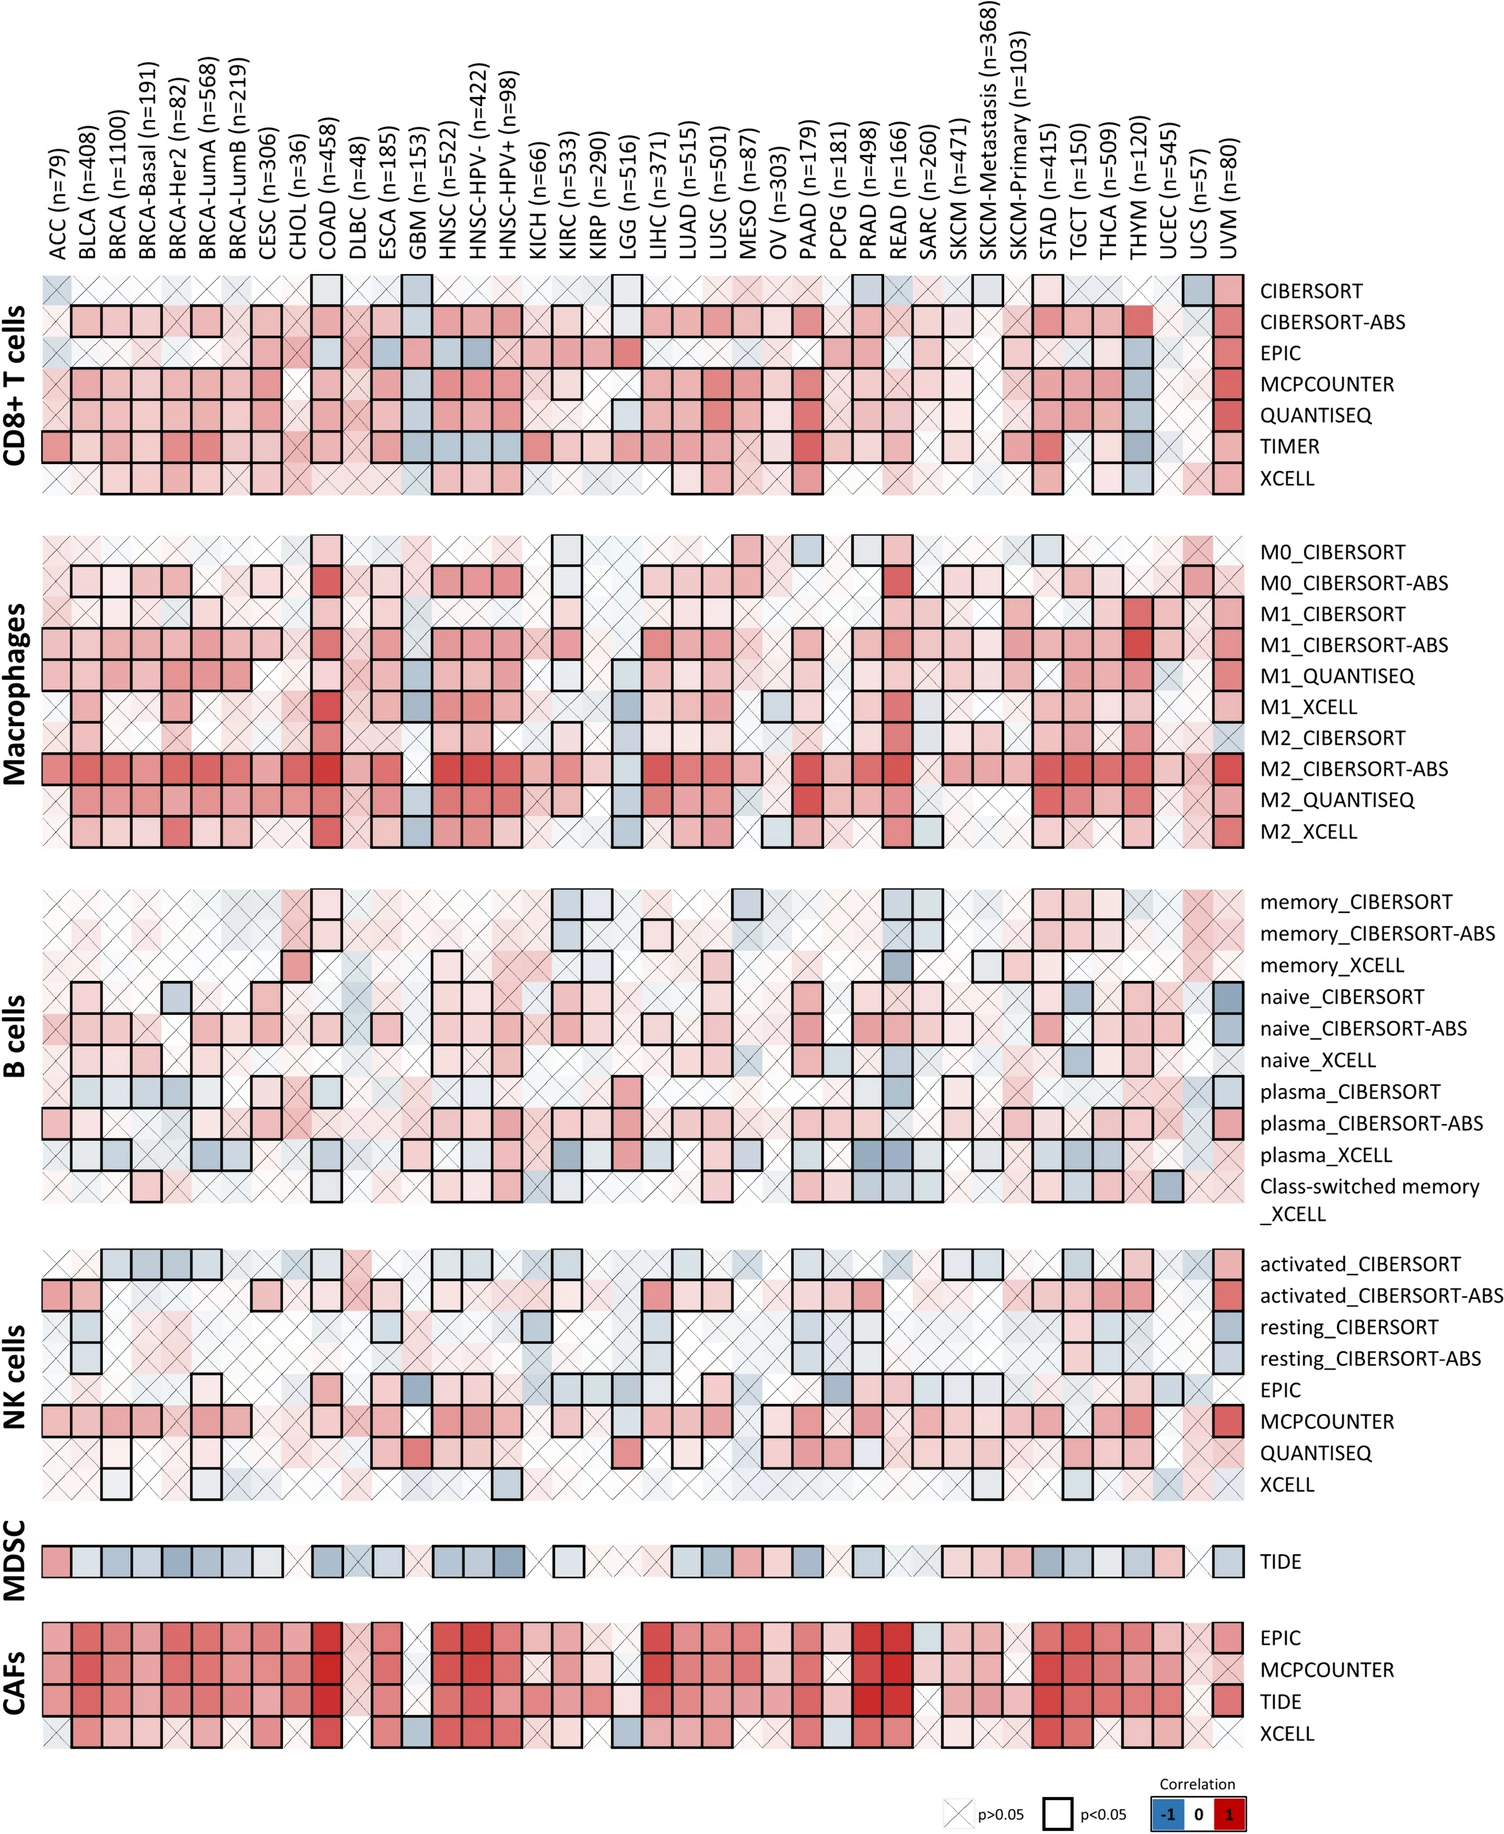 ACC (n=79)
BLCA (n=408)
BRCA (n=1100)
BRCA-Basal (n=191)
BRCA-Her2 (n=82)
BRCA-LumA (n=568)
BRCA-LumB (n=219)
CESC (n=306)
CHOL (n=36)
COAD (n=458)
DLBC (n=48)
ESCA (n=185)
GBM (n=153)
HNSC (n=522)
HNSC-HPV- (n=422)
HNSC-HPV+ (n=98)
KICH (n=66)
KIRC (n=533)
KIRP (n=290)
LGG (n=516)
LIHC (n=371)
LUAD (n=515)
LUSC (n=501)
MESO (n=87)
OV (n=303)
PAAD (n=179)
PCPG (n=181)
PRAD (n=498)
READ (n=166)
SARC (n=260)
SKCM (n=471)
SKCM-Metastasis (n=368)
SKCM-Primary (n=103)
STAD (n=415)
TGCT (n=150)
THCA (n=509)
THYM (n=120)
UCEC (n=545)
UCS (n=57)
UVM (n=80)
CD8+ T cells
CIBERSORT
CIBERSORT-ABS
EPIC
MCPCOUNTER
QUANTISEQ
TIMER
XCELL
Macrophages
M0_CIBERSORT
M0_CIBERSORT-ABS
M1_CIBERSORT
M1_CIBERSORT-ABS
M1_QUANTISEQ
M1_XCELL
M2_CIBERSORT
M2_CIBERSORT-ABS
M2_QUANTISEQ
M2_XCELL
B cells
memory_CIBERSORT
memory_CIBERSORT-ABS
memory_XCELL
naive_CIBERSORT
naive_CIBERSORT-ABS
naive_XCELL
plasma_CIBERSORT
plasma_CIBERSORT-ABS
plasma_XCELL
Class-switched memory
_XCELL
NK cells
activated_CIBERSORT
activated_CIBERSORT-ABS
resting_CIBERSORT
resting_CIBERSORT-ABS
EPIC
MCPCOUNTER
QUANTISEQ
XCELL
MDSC
TIDE
CAFs
EPIC
MCPCOUNTER
TIDE
XCELL
Correlation
p>0.05
p<0.05
-1 0 1